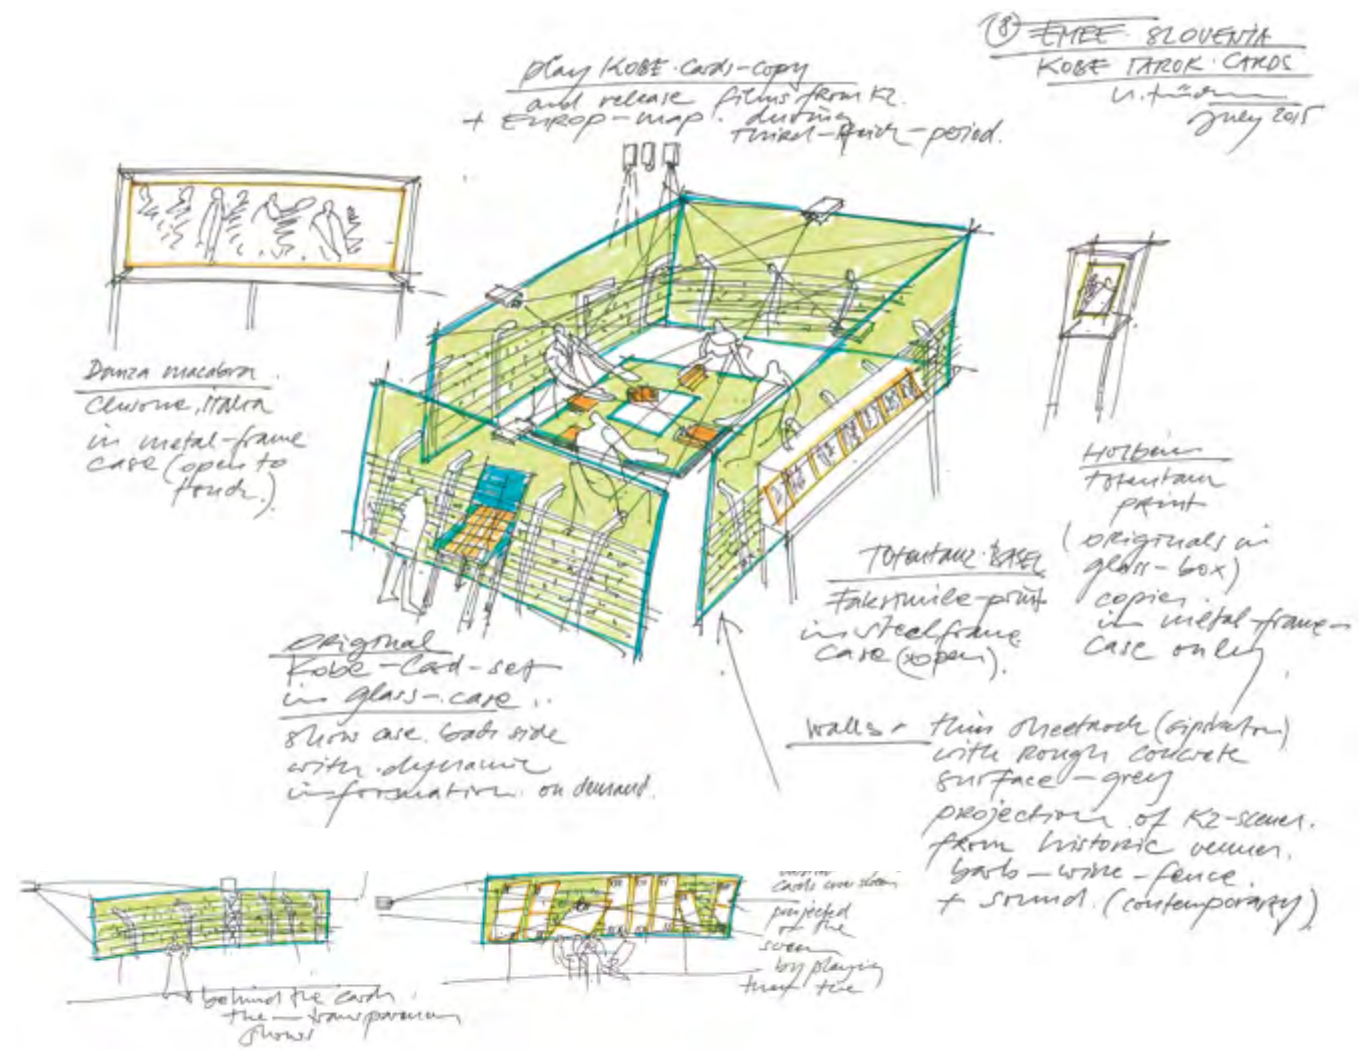 ⑧ EMEE · SLOVENIA
KOBE TAROK · CARDS
July 2015
play KOBE · cards-copy
and release films from KZ.
+ EUROP-map · during
Third-Reich-period.
Danza macabra
Clusone, Italia
in metal-frame
case (open to
touch.)
Holbein
Totentanz
print
(originals in
glass-box)
copies
in metal-frame-
case only
Totentanz · BASEL
Faksimile-print
in steelframe
case (open).
original
Kobe-Card-set
in glass-case ..
show case back side
with dynamic
information on demand.
walls
thin sheetrock
with rough concrete
surface-grey
projection of KZ-scenes.
from historic venues.
barb-wire-fence.
+ sound. (contemporary)
behind the cards
the
shows
cards
projected
the
screen
by playing